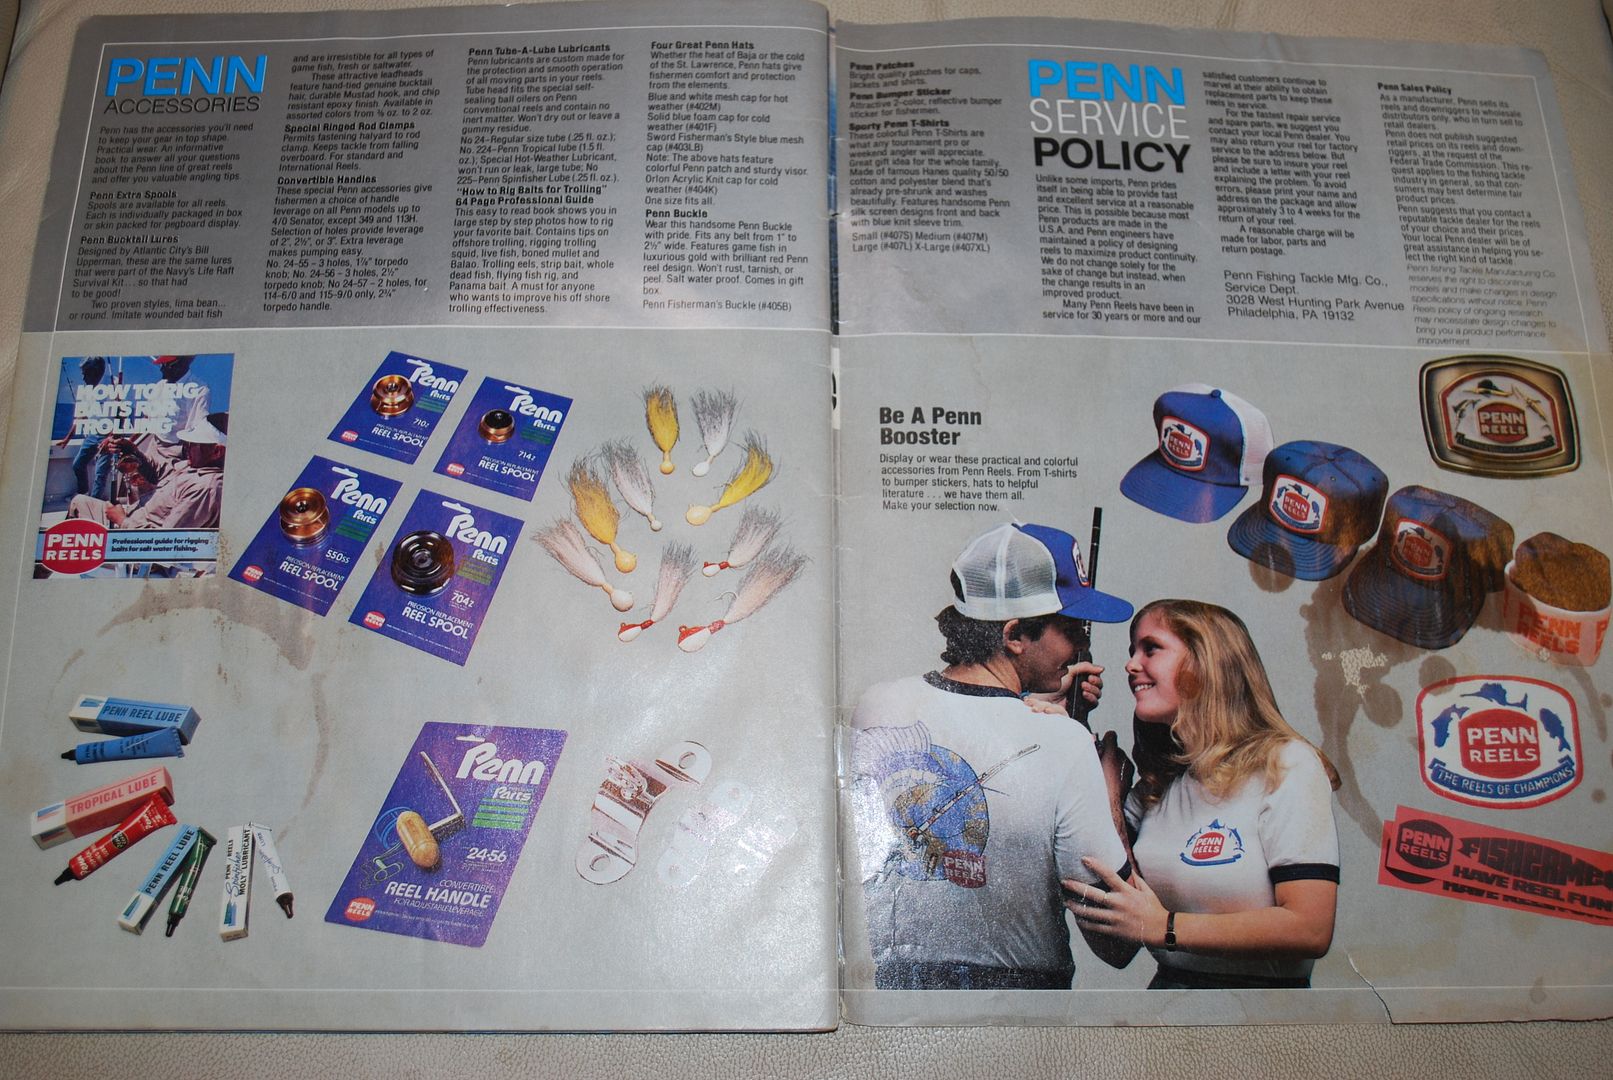 PENN
ACCESSORIES
Penn has the accessories you'll need
to keep your gear in top shape.
Practical wear. An informative
book to answer all your questions
about the Penn line of great reels
and offer you valuable angling tips.
Penn Extra Spools
Spools are available for all reels.
Each is individually packaged in box
or skin packed for pegboard display.
Penn Bucktail Lures
Designed by Atlantic City's Bill
Upperman, these are the same lures
that were part of the Navy's Life Raft
Survival Kit... so that had
to be good!
Two proven styles, lima bean...
or round. Imitate wounded bait fish
and are irresistible for all types of
game fish, fresh or saltwater.
These attractive leadheads
feature hand-tied genuine bucktail
hair, durable Mustad hook, and chip
resistant epoxy finish. Available in
assorted colors from ⅛ oz. to 2 oz.
Special Ringed Rod Clamps
Permits fastening halyard to rod
clamp. Keeps tackle from falling
overboard. For standard and
International Reels.
Convertible Handles
These special Penn accessories give
fishermen a choice of handle
leverage on all Penn models up to
4/0 Senator, except 349 and 113H.
Selection of holes provide leverage
of 2", 2½", or 3". Extra leverage
makes pumping easy.
No. 24-55 – 3 holes, 1⅞" torpedo
knob; No. 24-56 – 3 holes, 2½"
torpedo knob; No 24-57 – 2 holes, for
114-6/0 and 115-9/0 only, 2¾"
torpedo handle.
Penn Tube-A-Lube Lubricants
Penn lubricants are custom made for
the protection and smooth operation
of all moving parts in your reels.
Tube head fits the special self-
sealing ball oilers on Penn
conventional reels and contain no
inert matter. Won't dry out or leave a
gummy residue.
No 24–Regular size tube (.25 fl. oz.);
No. 224–Penn Tropical lube (1.5 fl.
oz.); Special Hot-Weather Lubricant,
won't run or leak, large tube; No
225–Penn Spinfisher Lube (.25 fl. oz.).
"How to Rig Baits for Trolling"
64 Page Professional Guide
This easy to read book shows you in
large step by step photos how to rig
your favorite bait. Contains tips on
offshore trolling, rigging trolling
squid, live fish, boned mullet and
Balao. Trolling eels, strip bait, whole
dead fish, flying fish rig, and
Panama bait. A must for anyone
who wants to improve his off shore
trolling effectiveness.
Four Great Penn Hats
Whether the heat of Baja or the cold
of the St. Lawrence, Penn hats give
fishermen comfort and protection
from the elements.
Blue and white mesh cap for hot
weather (#402M)
Solid blue foam cap for cold
weather (#401F)
Sword Fisherman's Style blue mesh
cap (#403LB)
Note: The above hats feature
colorful Penn patch and sturdy visor.
Orlon Acrylic Knit cap for cold
weather (#404K)
One size fits all.
Penn Buckle
Wear this handsome Penn Buckle
with pride. Fits any belt from 1" to
2½" wide. Features game fish in
luxurious gold with brilliant red Penn
reel design. Won't rust, tarnish, or
peel. Salt water proof. Comes in gift
box.
Penn Fisherman's Buckle (#405B)
HOW TO RIG
BAITS FOR
TROLLING
PENN
REELS
Professional guide for rigging
baits for salt water fishing.
Penn
Parts
710z
PRECISION REPLACEMENT
REEL SPOOL
Penn
Parts
714z
PRECISION REPLACEMENT
REEL SPOOL
Penn
Parts
550ss
PRECISION REPLACEMENT
REEL SPOOL
Penn
Parts
704z
PRECISION REPLACEMENT
REEL SPOOL
PENN REEL LUBE
TROPICAL LUBE
PENN REEL LUBE
PENN REELS
MOLY LUBRICANT
Penn
Parts
24-56
CONVERTIBLE
REEL HANDLE
FOR ADJUSTABLE LEVERAGE
PENN
REELS
Penn Patches
Bright quality patches for caps,
jackets and shirts.
Penn Bumper Sticker
Attractive 2-color, reflective bumper
sticker for fishermen.
Sporty Penn T-Shirts
These colorful Penn T-Shirts are
what any tournament pro or
weekend angler will appreciate.
Great gift idea for the whole family.
Made of famous Hanes quality 50/50
cotton and polyester blend that's
already pre-shrunk and washes
beautifully. Features handsome Penn
silk screen designs front and back
with blue knit sleeve trim.
Small (#407S) Medium (#407M)
Large (#407L) X-Large (#407XL)
PENN
SERVICE
POLICY
Unlike some imports, Penn prides
itself in being able to provide fast
and excellent service at a reasonable
price. This is possible because most
Penn products are made in the
U.S.A. and Penn engineers have
maintained a policy of designing
reels to maximize product continuity.
We do not change solely for the
sake of change but instead, when
the change results in an
improved product.
Many Penn Reels have been in
service for 30 years or more and our
satisfied customers continue to
marvel at their ability to obtain
replacement parts to keep these
reels in service.
For the fastest repair service
and spare parts, we suggest you
contact your local Penn dealer. You
may also return your reel for factory
service to the address below. But
please be sure to insure your reel
and include a letter with your reel
explaining the problem. To avoid
errors, please print your name and
address on the package and allow
approximately 3 to 4 weeks for the
return of your reel.
A reasonable charge will be
made for labor, parts and
return postage.
Penn Fishing Tackle Mfg. Co.,
Service Dept.
3028 West Hunting Park Avenue
Philadelphia, PA 19132
Penn Sales Policy
As a manufacturer, Penn sells its
reels and downriggers to wholesale
distributors only, who in turn sell to
retail dealers.
Penn does not publish suggested
retail prices on its reels and down-
riggers, at the request of the
Federal Trade Commission. This re-
quest applies to the fishing tackle
industry in general, so that con-
sumers may best determine fair
product prices.
Penn suggests that you contact a
reputable tackle dealer for the reels
of your choice and their prices.
Your local Penn dealer will be of
great assistance in helping you se-
lect the right kind of tackle.
Penn fishing Tackle Manufacturing Co.
reserves the right to discontinue
models and make changes in design
specifications without notice. Penn
Reels policy of ongoing research
may necessitate design changes to
bring you a product performance
improvement
Be A Penn
Booster
Display or wear these practical and colorful
accessories from Penn Reels. From T-shirts
to bumper stickers, hats to helpful
literature . . . we have them all.
Make your selection now.
PENN
REELS
PENN
REELS
PENN
REELS
PENN
REELS
PENN
REELS
PENN
REELS
THE REELS OF CHAMPIONS
PENN
REELS
PENN
REELS
PENN
REELS
HAVE REEL FUN